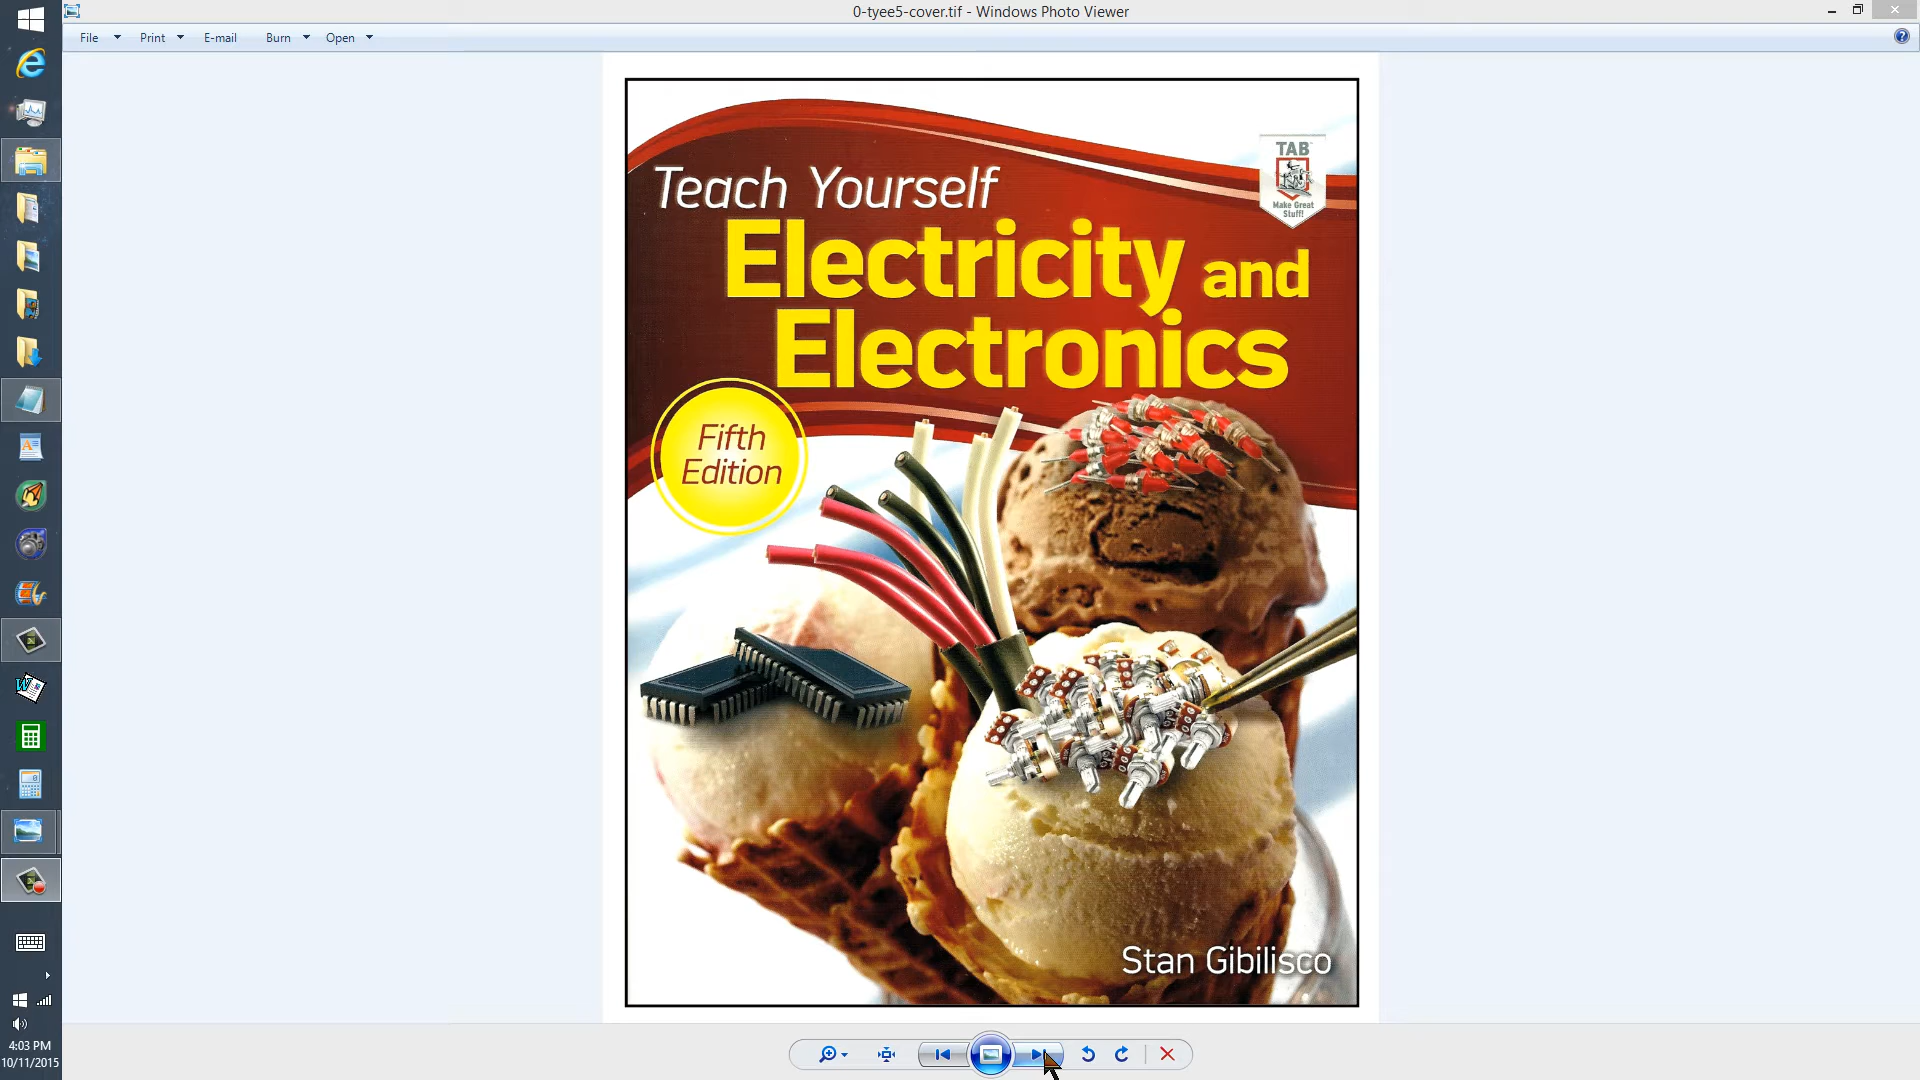 0-tyee5-cover.tif - Windows Photo Viewer
File Print E-mail Burn Open
TAB
Make Great
Stuff!
Teach Yourself
Electricity and
Electronics
Fifth
Edition
Stan Gibilisco
4:03 PM
10/11/2015